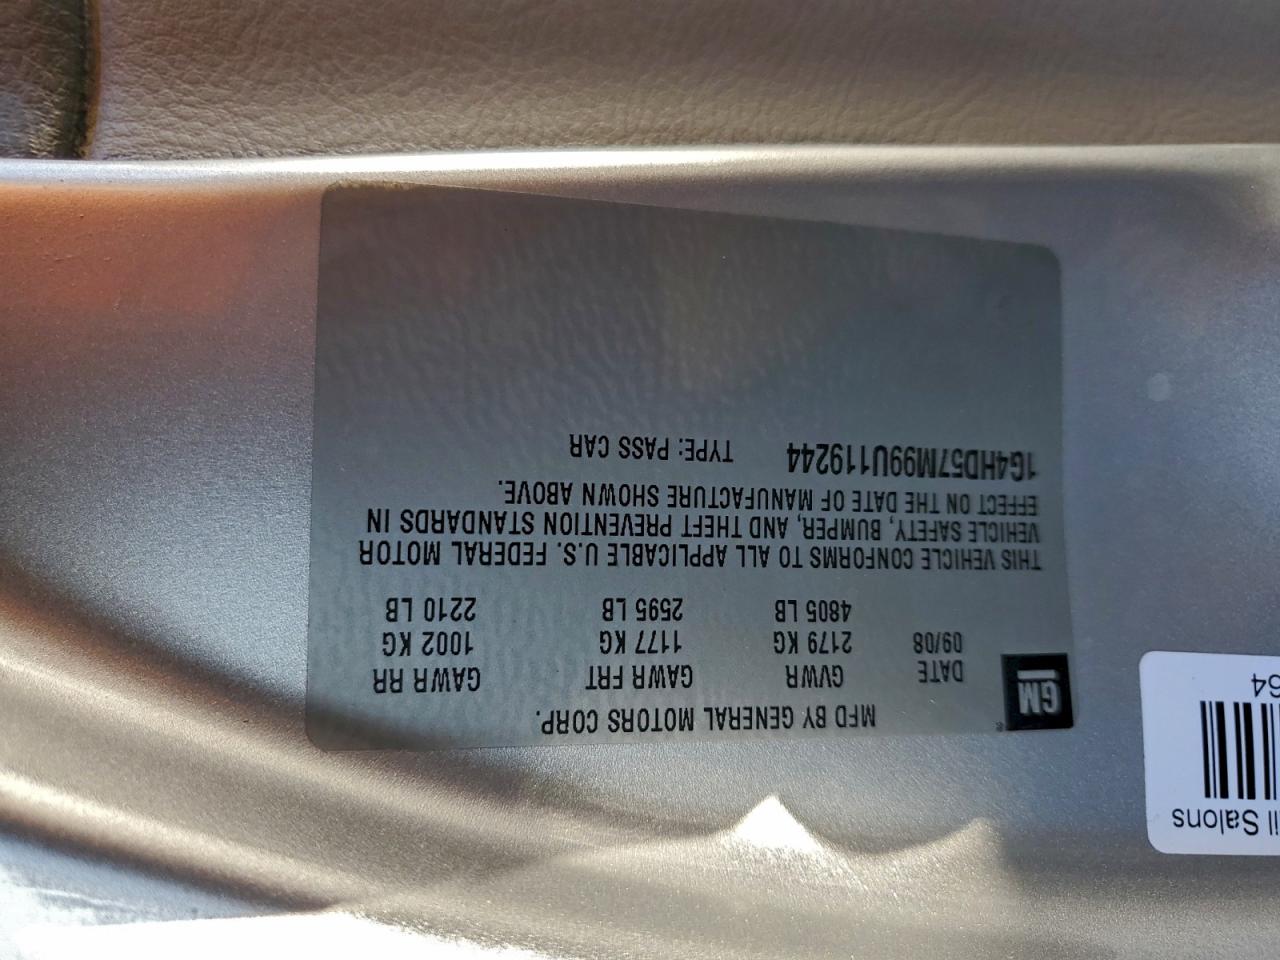 MFD BY GENERAL MOTORS CORP.
GM®
DATE GVWR GAWR FRT GAWR RR
09/08 2179 KG 1177 KG 1002 KG
4805 LB 2595 LB 2210 LB
THIS VEHICLE CONFORMS TO ALL APPLICABLE U.S. FEDERAL MOTOR
VEHICLE SAFETY, BUMPER, AND THEFT PREVENTION STANDARDS IN
EFFECT ON THE DATE OF MANUFACTURE SHOWN ABOVE.
1G4HD57M99U119244 TYPE: PASS CAR
Salons